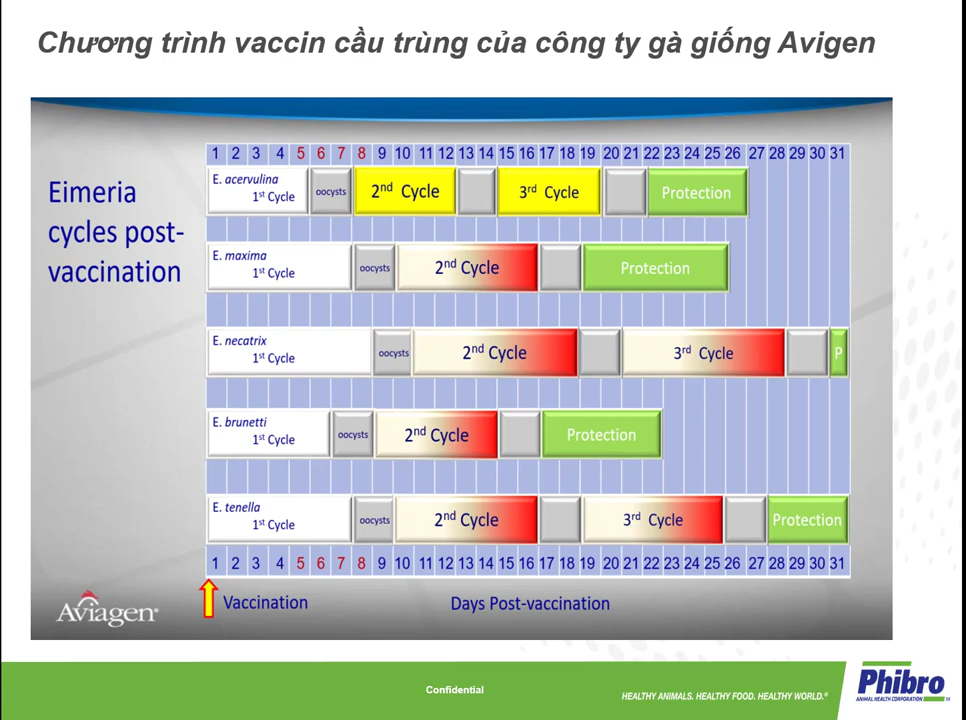 Chương trình vaccin cầu trùng của công ty gà giống Avigen
Eimeria
cycles post-
vaccination
1 2 3 4 5 6 7 8 9 10 11 12 13 14 15 16 17 18 19 20 21 22 23 24 25 26 27 28 29 30 31
E. acervulina
1st Cycle
oocysts
2nd Cycle
3rd Cycle
Protection
E. maxima
1st Cycle
oocysts
2nd Cycle
Protection
E. necatrix
1st Cycle
oocysts
2nd Cycle
3rd Cycle
P
E. brunetti
1st Cycle
oocysts
2nd Cycle
Protection
E. tenella
1st Cycle
oocysts
2nd Cycle
3rd Cycle
Protection
1 2 3 4 5 6 7 8 9 10 11 12 13 14 15 16 17 18 19 20 21 22 23 24 25 26 27 28 29 30 31
Vaccination
Days Post-vaccination
Aviagen®
Confidential
HEALTHY ANIMALS. HEALTHY FOOD. HEALTHY WORLD.®
Phibro
ANIMAL HEALTH CORPORATION